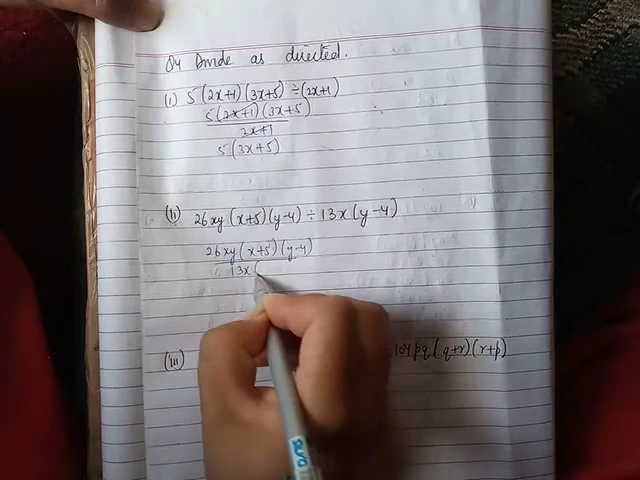 Q4 Divide as directed.
(i) 5(2x+1)(3x+5) ÷ (2x+1)
5(2x+1)(3x+5)
2x+1
5(3x+5)
(ii) 26xy(x+5)(y-4) ÷ 13x(y-4)
26xy(x+5)(y-4)
13x(
(iii) 104pq(q+r)(r+p)